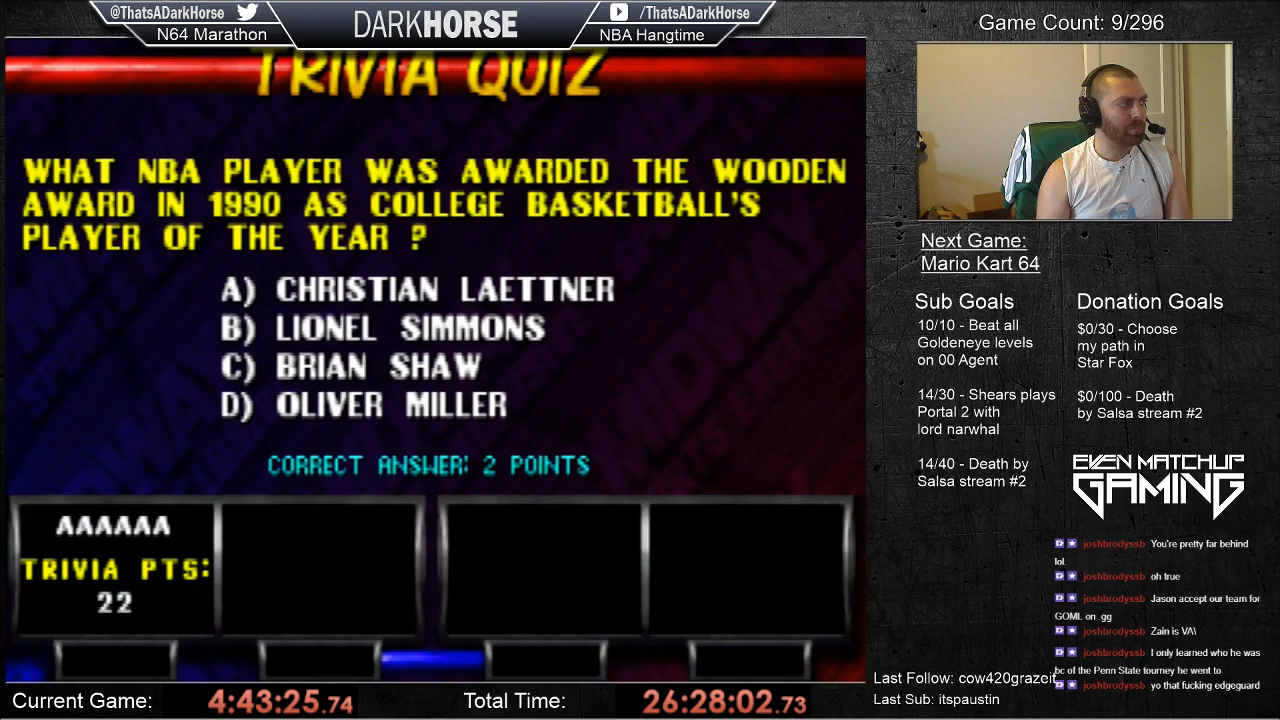 @ThatsADarkHorse
N64 Marathon
DARKHORSE
/ThatsADarkHorse
NBA Hangtime
Game Count: 9/296
TRIVIA QUIZ
WHAT NBA PLAYER WAS AWARDED THE WOODEN
AWARD IN 1990 AS COLLEGE BASKETBALL'S
PLAYER OF THE YEAR ?
A) CHRISTIAN LAETTNER
B) LIONEL SIMMONS
C) BRIAN SHAW
D) OLIVER MILLER
CORRECT ANSWER: 2 POINTS
AAAAAA
TRIVIA PTS:
22
Next Game:
Mario Kart 64
Sub Goals
10/10 - Beat all
Goldeneye levels
on 00 Agent
14/30 - Shears plays
Portal 2 with
lord narwhal
14/40 - Death by
Salsa stream #2
Donation Goals
$0/30 - Choose
my path in
Star Fox
$0/100 - Death
by Salsa stream #2
EVEN MATCHUP
GAMING
joshbrodyssb You're pretty far behind
lol.
joshbrodyssb oh true
joshbrodyssb Jason accept our team for
GOML on .gg
joshbrodyssb Zain is VA\
joshbrodyssb I only learned who he was
bc of the Penn State tourney he went to
joshbrodyssb yo that fucking edgeguard
Last Follow: cow420grazeit
Last Sub: itspaustin
Current Game: 4:43:25.74
Total Time: 26:28:02.73